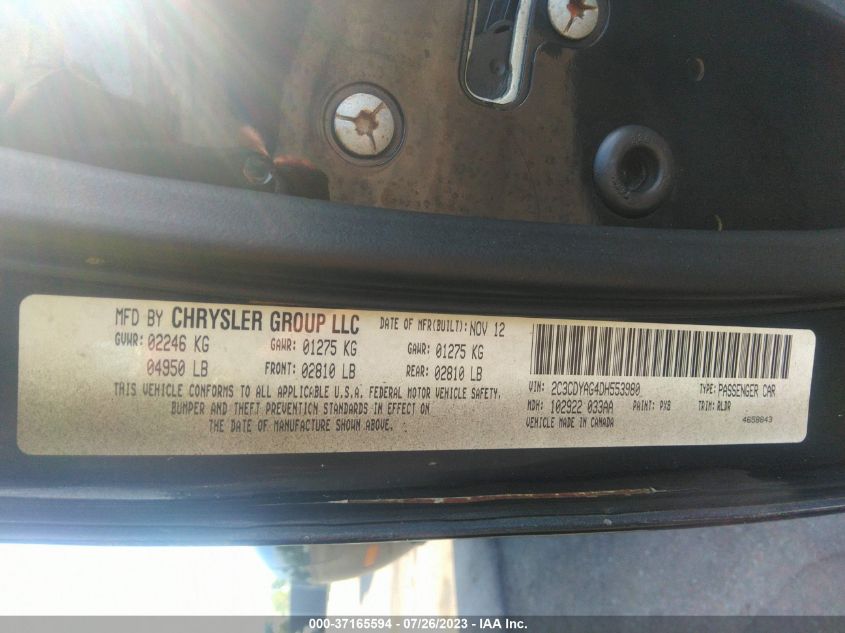 MFD BY CHRYSLER GROUP LLC DATE OF MFR(BUILT): NOV 12
GVWR: 02246 KG GAWR: 01275 KG GAWR: 01275 KG
04950 LB FRONT: 02810 LB REAR: 02810 LB
THIS VEHICLE CONFORMS TO ALL APPLICABLE U.S.A. FEDERAL MOTOR VEHICLE SAFETY,
BUMPER AND THEFT PREVENTION STANDARDS IN EFFECT ON
THE DATE OF MANUFACTURE SHOWN ABOVE.
VIN: 2C3CDYAG4DH553980 TYPE: PASSENGER CAR
MDH: 102922 033AA PAINT: PX8 TRIM: RLDR
VEHICLE MADE IN CANADA 4658843
000-37165594 - 07/26/2023 - IAA Inc.